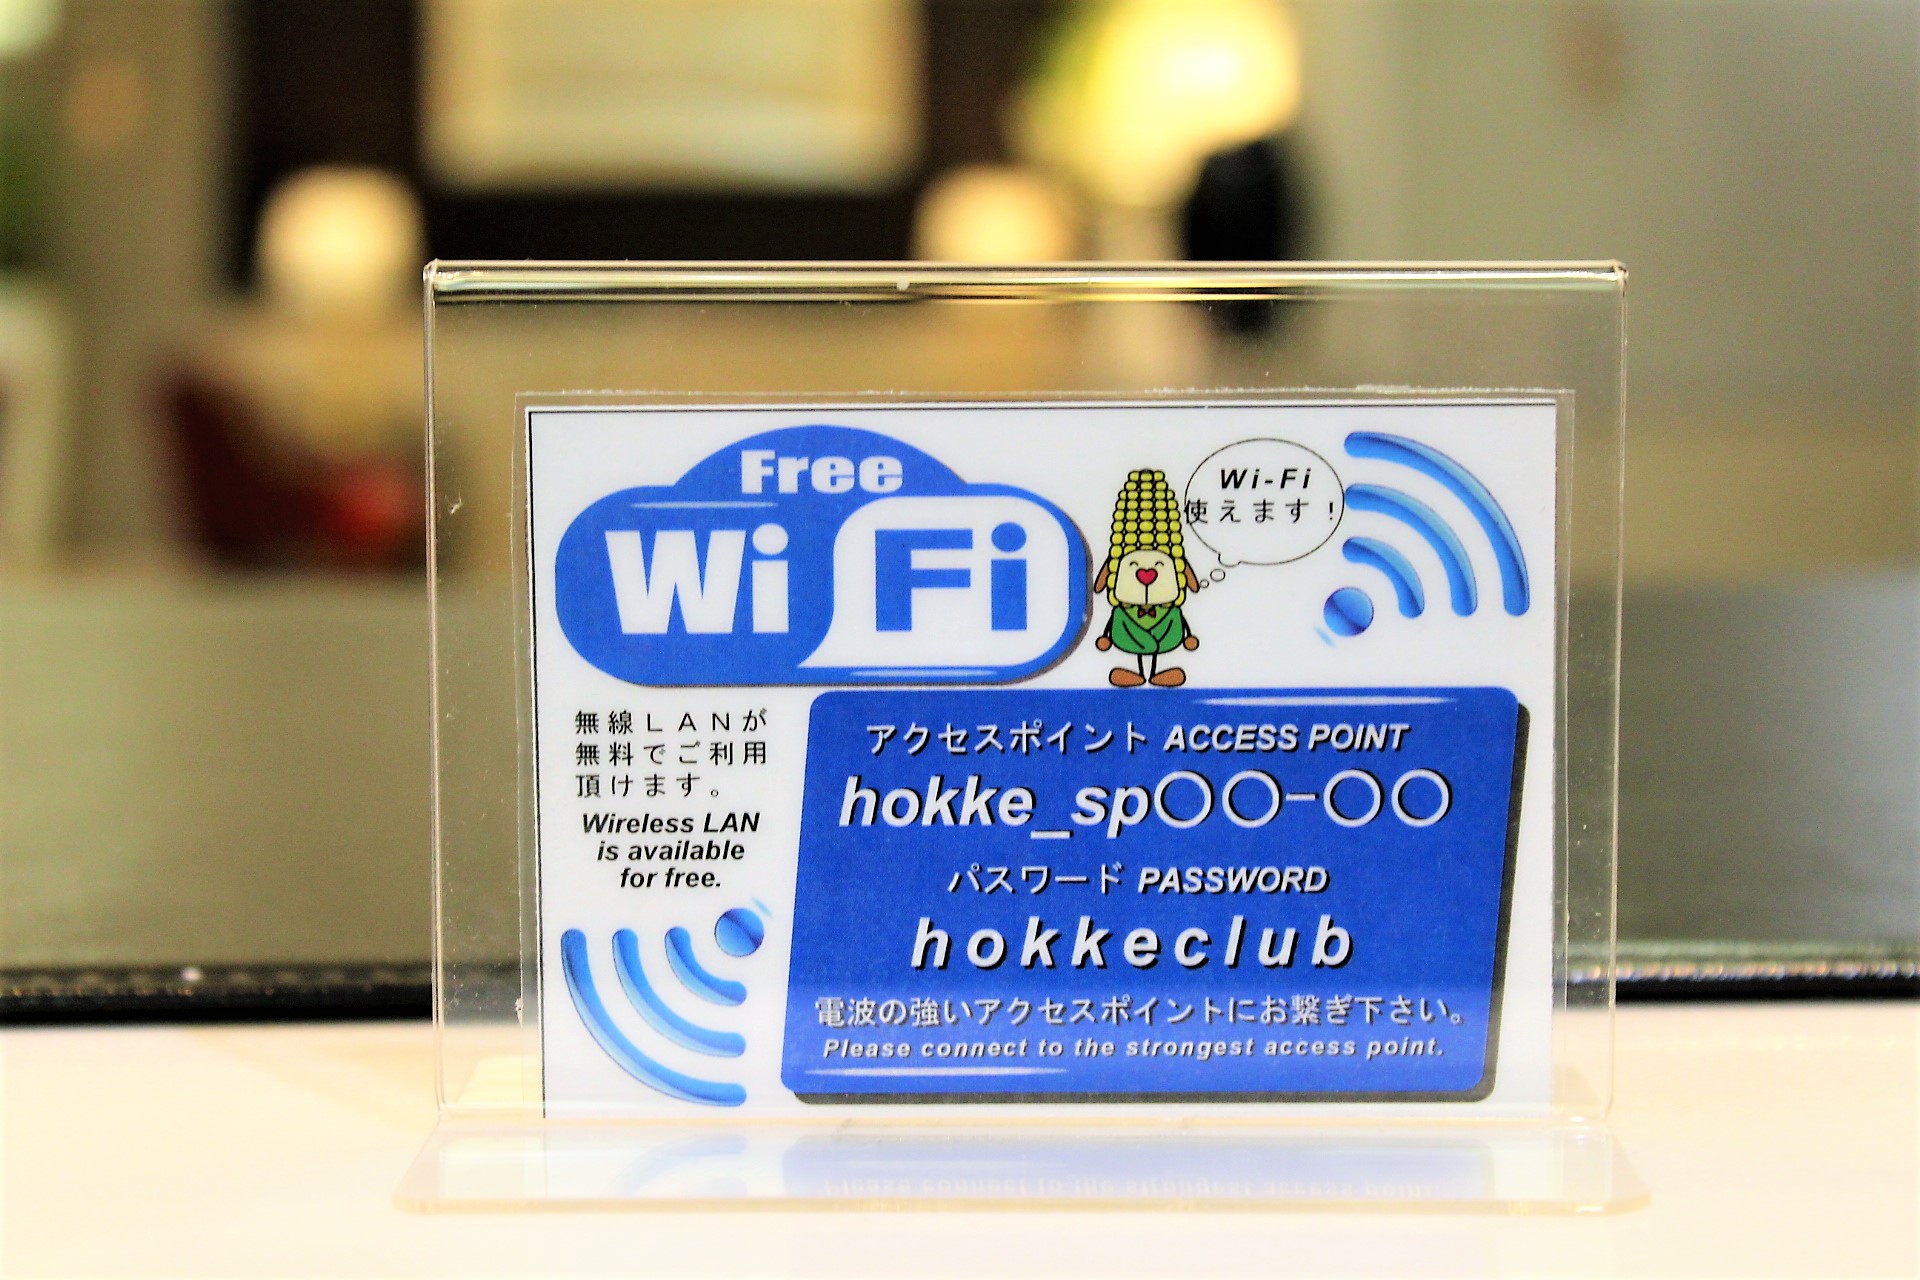 Free
Wi Fi
Wi-Fi
使えます！
無線ＬＡＮが
無料でご利用
頂けます。
Wireless LAN
is available
for free.
アクセスポイント ACCESS POINT
hokke_sp〇〇-〇〇
パスワード PASSWORD
hokkeclub
電波の強いアクセスポイントにお繋ぎ下さい。
Please connect to the strongest access point.